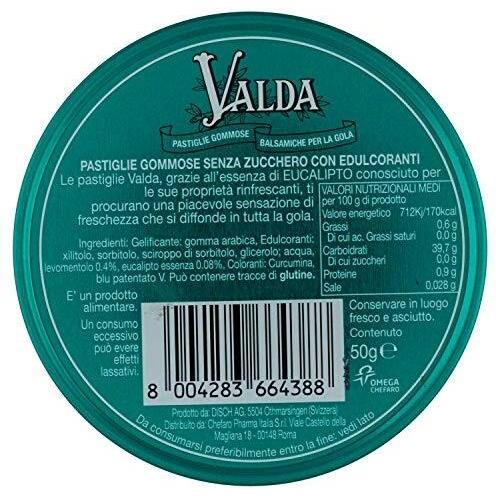 VALDA
PASTIGLIE GOMMOSE BALSAMICHE PER LA GOLA
PASTIGLIE GOMMOSE SENZA ZUCCHERO CON EDULCORANTI
Le pastiglie Valda, grazie all'essenza di EUCALIPTO conosciuto per
le sue proprietà rinfrescanti, ti
procurano una piacevole sensazione di
freschezza che si diffonde in tutta la gola.
VALORI NUTRIZIONALI MEDI
per 100 g di prodotto
Valore energetico 712Kj/170kcal
Grassi 0,6 g
Di cui ac. Grassi saturi 0.0 g
Carboidrati 39,7 g
Di cui zuccheri 0.0 g
Proteine 0,9 g
Sale 0,028 g
Ingredienti: Gelificante: gomma arabica, Edulcoranti:
xilitolo, sorbitolo, sciroppo di sorbitolo, glicerolo; acqua,
levomentolo 0.4%, eucalipto essenza 0.08%, Coloranti: Curcumina,
blu patentato V. Può contenere tracce di glutine.
E' un prodotto
alimentare.
Un consumo
eccessivo
può avere
effetti
lassativi.
Conservare in luogo
fresco e asciutto.
Contenuto
50g e
OMEGA
CHEFARO
8 004283 664388
Prodotto da: DISCH AG, 5504 Othmarsingen (Svizzera)
Distribuito da: Chefaro Pharma Italia S.r.l. Viale Castello della
Magliana 18 - 00148 Roma
Da consumarsi preferibilmente entro la fine: vedi lato